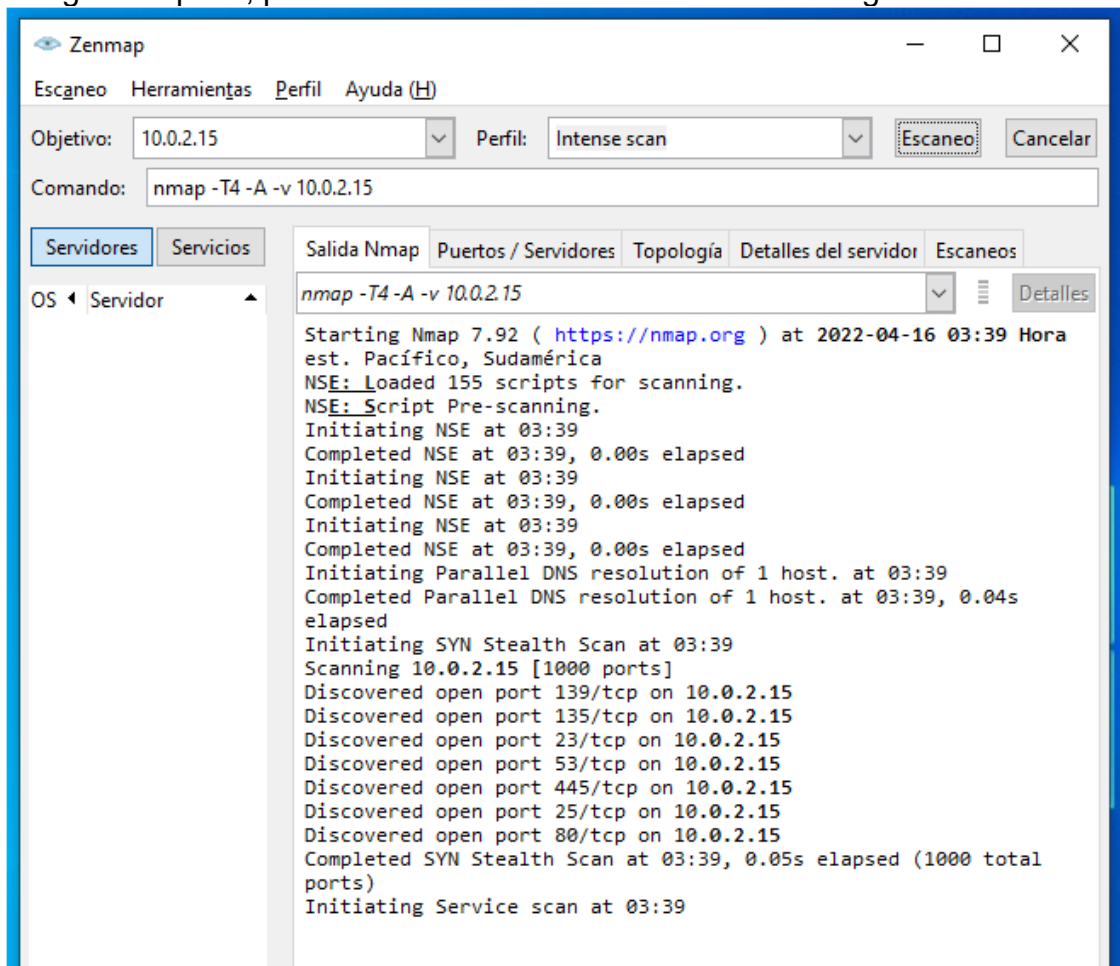 Zenmap
Escaneo Herramientas Perfil Ayuda (H)
Objetivo: 10.0.2.15 Perfil: Intense scan Escaneo Cancelar
Comando: nmap -T4 -A -v 10.0.2.15
Servidores Servicios Salida Nmap Puertos / Servidores Topología Detalles del servidor Escaneos
OS Servidor nmap -T4 -A -v 10.0.2.15 Detalles
Starting Nmap 7.92 ( https://nmap.org ) at 2022-04-16 03:39 Hora
est. Pacífico, Sudamérica
NSE: Loaded 155 scripts for scanning.
NSE: Script Pre-scanning.
Initiating NSE at 03:39
Completed NSE at 03:39, 0.00s elapsed
Initiating NSE at 03:39
Completed NSE at 03:39, 0.00s elapsed
Initiating NSE at 03:39
Completed NSE at 03:39, 0.00s elapsed
Initiating Parallel DNS resolution of 1 host. at 03:39
Completed Parallel DNS resolution of 1 host. at 03:39, 0.04s
elapsed
Initiating SYN Stealth Scan at 03:39
Scanning 10.0.2.15 [1000 ports]
Discovered open port 139/tcp on 10.0.2.15
Discovered open port 135/tcp on 10.0.2.15
Discovered open port 23/tcp on 10.0.2.15
Discovered open port 53/tcp on 10.0.2.15
Discovered open port 445/tcp on 10.0.2.15
Discovered open port 25/tcp on 10.0.2.15
Discovered open port 80/tcp on 10.0.2.15
Completed SYN Stealth Scan at 03:39, 0.05s elapsed (1000 total
ports)
Initiating Service scan at 03:39